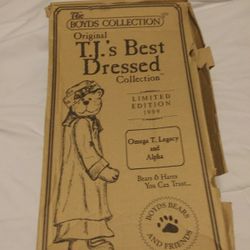 The
BOYDS COLLECTION
Original
T.J.'s Best
Dressed
Collection™
LIMITED
EDITION
1999
Omega T. Legacy
and
Alpha
Bears & Hares
You Can Trust...
BOYDS BEARS
AND FRIENDS